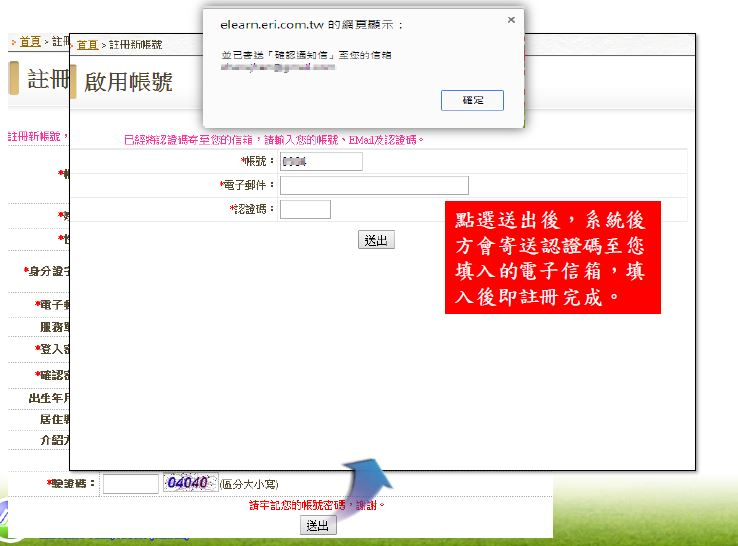 elearn.eri.com.tw 的網頁顯示：
並已寄送「確認通知信」至您的信箱
確定
首頁 > 註冊
首頁 > 註冊新帳號
註冊
啟用帳號
註冊新帳號，
已經將認證碼寄至您的信箱，請輸入您的帳號、EMail及認證碼。
*帳號：
*電子郵件：
*認證碼：
送出
點選送出後，系統後
方會寄送認證碼至您
填入的電子信箱，填
入後即註冊完成。
*身分證字
*電子郵
服務單
*登入密
*確認密
出生年月
居住縣
介紹
*驗證碼：
04040
(區分大小寫)
請牢記您的帳號密碼，謝謝。
送出